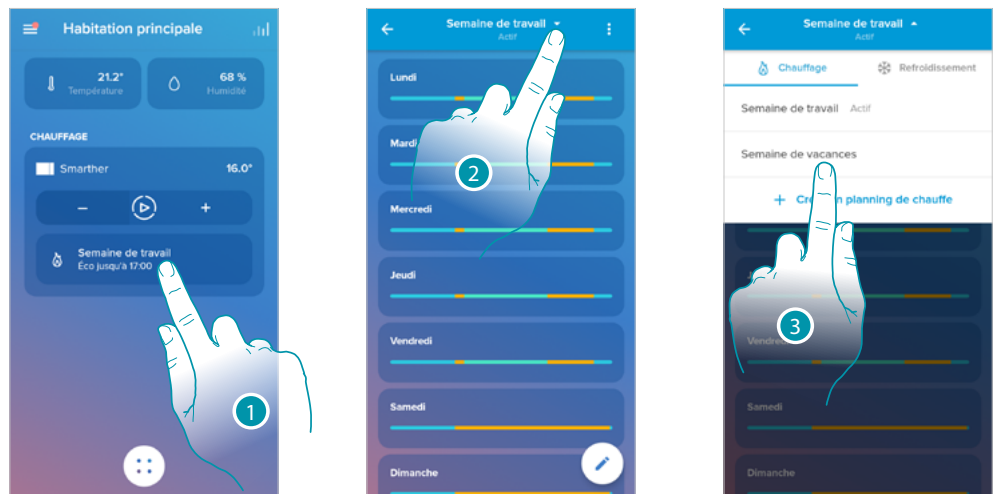 Habitation principale
21.2°
Température
68 %
Humidité
CHAUFFAGE
Smarther
16.0°
−
+
Semaine de travail
Éco jusqu'à 17:00
1
Semaine de travail
Actif
Lundi
Mardi
Mercredi
Jeudi
Vendredi
Samedi
Dimanche
2
Semaine de travail
Actif
Chauffage
Refroidissement
Semaine de travail Actif
Semaine de vacances
+ planning de chauffe
Samedi
Dimanche
3